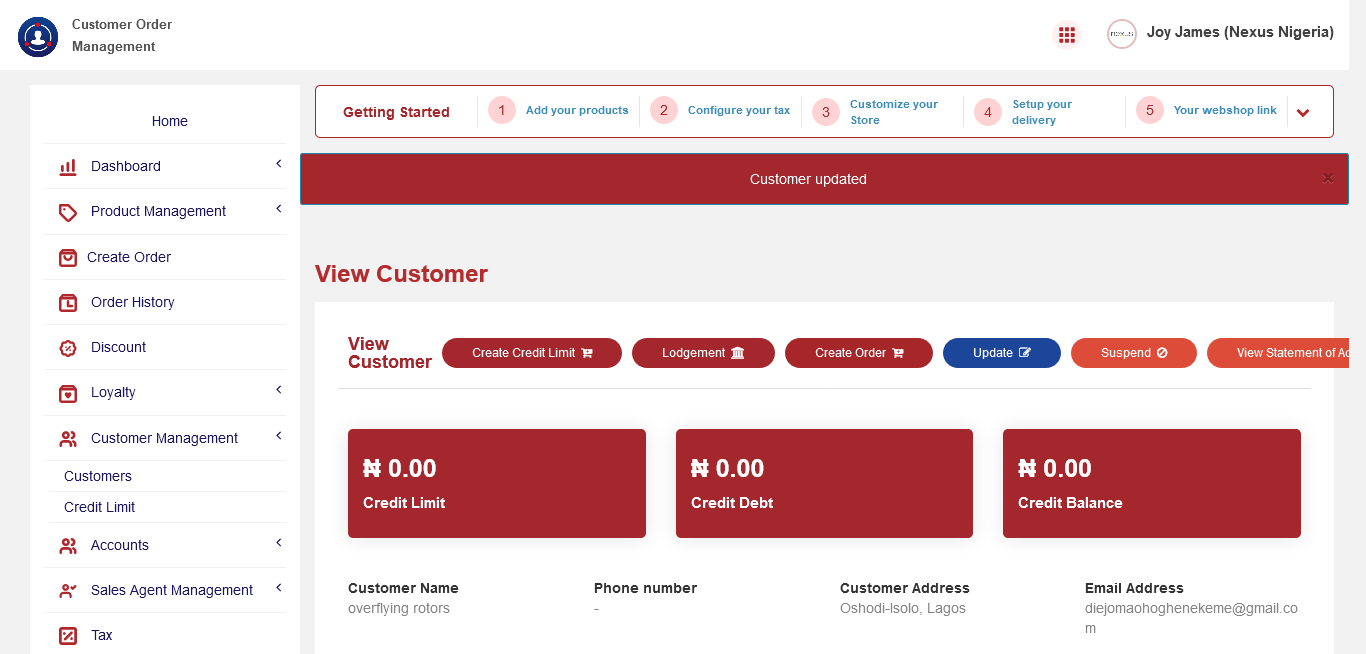 Customer Order
Management
nexus
Joy James (Nexus Nigeria)
Home
Dashboard
Product Management
Create Order
Order History
Discount
Loyalty
Customer Management
Customers
Credit Limit
Accounts
Sales Agent Management
Tax
Getting Started
1 Add your products
2 Configure your tax
3 Customize your
Store
4 Setup your
delivery
5 Your webshop link
Customer updated
×
View Customer
View
Customer
Create Credit Limit
Lodgement
Create Order
Update
Suspend
View Statement of Ac
₦ 0.00
Credit Limit
₦ 0.00
Credit Debt
₦ 0.00
Credit Balance
Customer Name
overflying rotors
Phone number
-
Customer Address
Oshodi-Isolo, Lagos
Email Address
diejomaohoghenekeme@gmail.co
m